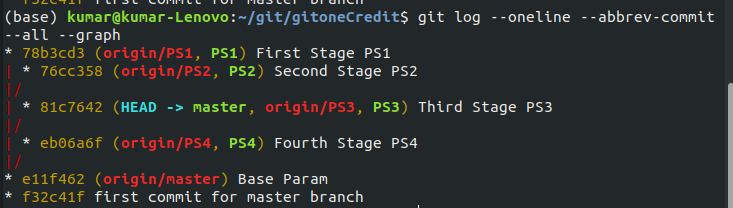 f32c41f first commit for master branch
(base) kumar@kumar-Lenovo:~/git/gitoneCredit$ git log --oneline --abbrev-commit
--all --graph
* 78b3cd3 (origin/PS1, PS1) First Stage PS1
| * 76cc358 (origin/PS2, PS2) Second Stage PS2
|/
| * 81c7642 (HEAD -> master, origin/PS3, PS3) Third Stage PS3
|/
| * eb06a6f (origin/PS4, PS4) Fourth Stage PS4
|/
* e11f462 (origin/master) Base Param
* f32c41f first commit for master branch